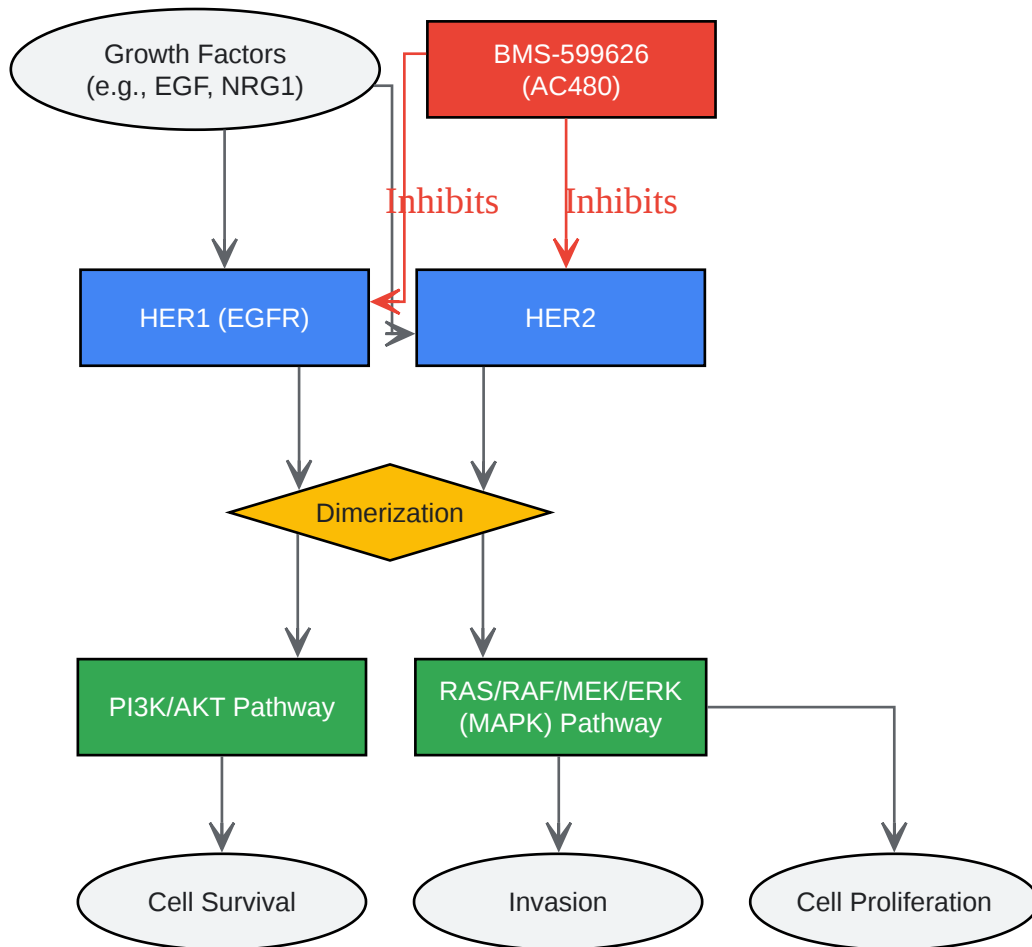 Growth Factors
(e.g., EGF, NRG1)
BMS-599626
(AC480)
Inhibits
Inhibits
HER1 (EGFR)
HER2
Dimerization
PI3K/AKT Pathway
RAS/RAF/MEK/ERK
(MAPK) Pathway
Cell Survival
Invasion
Cell Proliferation